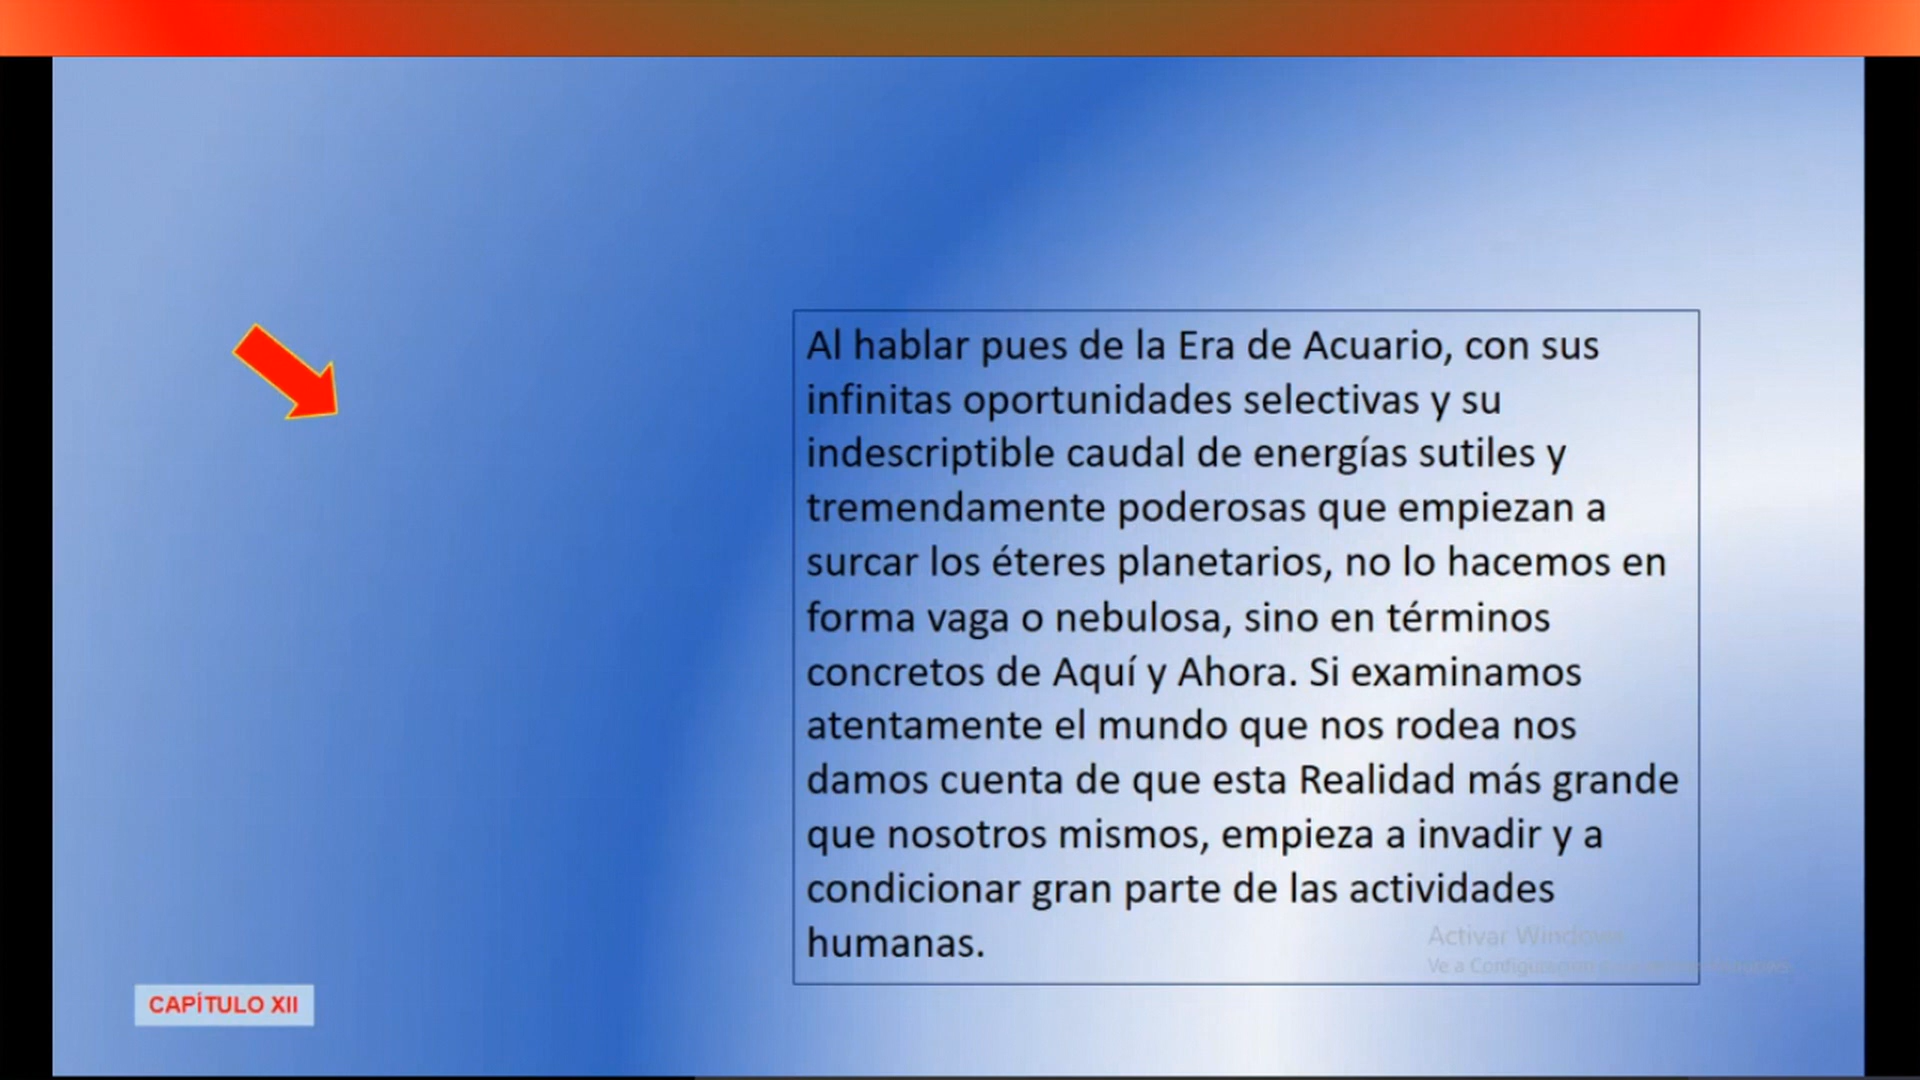 Al hablar pues de la Era de Acuario, con sus
infinitas oportunidades selectivas y su
indescriptible caudal de energías sutiles y
tremendamente poderosas que empiezan a
surcar los éteres planetarios, no lo hacemos en
forma vaga o nebulosa, sino en términos
concretos de Aquí y Ahora. Si examinamos
atentamente el mundo que nos rodea nos
damos cuenta de que esta Realidad más grande
que nosotros mismos, empieza a invadir y a
condicionar gran parte de las actividades
humanas.
Activar Windows
Ve a Configuración
CAPÍTULO XII